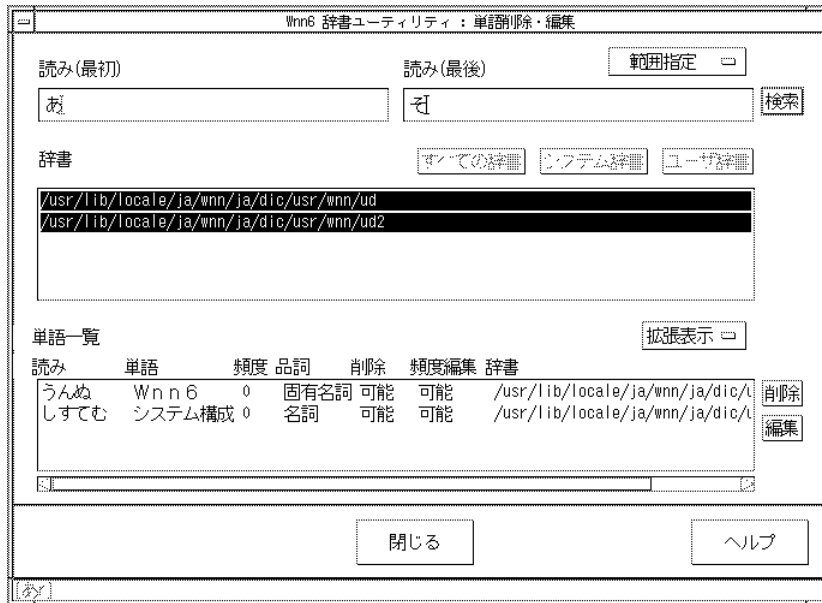 Wnn6 辞書ユーティリティ : 単語削除・編集
読み(最初) 読み(最後) 範囲指定
あ そ 検索
辞書 すべての辞書 システム辞書 ユーザ辞書
/usr/lib/locale/ja/wnn/ja/dic/usr/wnn/ud
/usr/lib/locale/ja/wnn/ja/dic/usr/wnn/ud2
単語一覧 拡張表示
読み 単語 頻度 品詞 削除 頻度編集 辞書
うんぬ Wnn6 0 固有名詞 可能 可能 /usr/lib/locale/ja/wnn/ja/dic/u 削除
しすてむ システム構成 0 名詞 可能 可能 /usr/lib/locale/ja/wnn/ja/dic/u
編集
閉じる ヘルプ